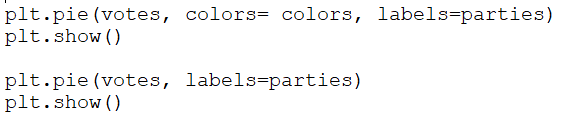 plt.pie(votes, colors= colors, labels=parties)
plt.show()
plt.pie(votes, labels=parties)
plt.show()